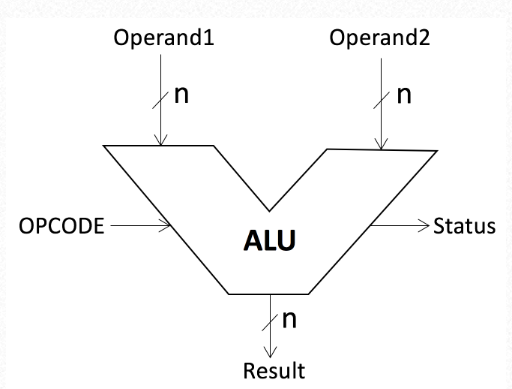 Operand1
Operand2
n
n
OPCODE
ALU
Status
n
Result